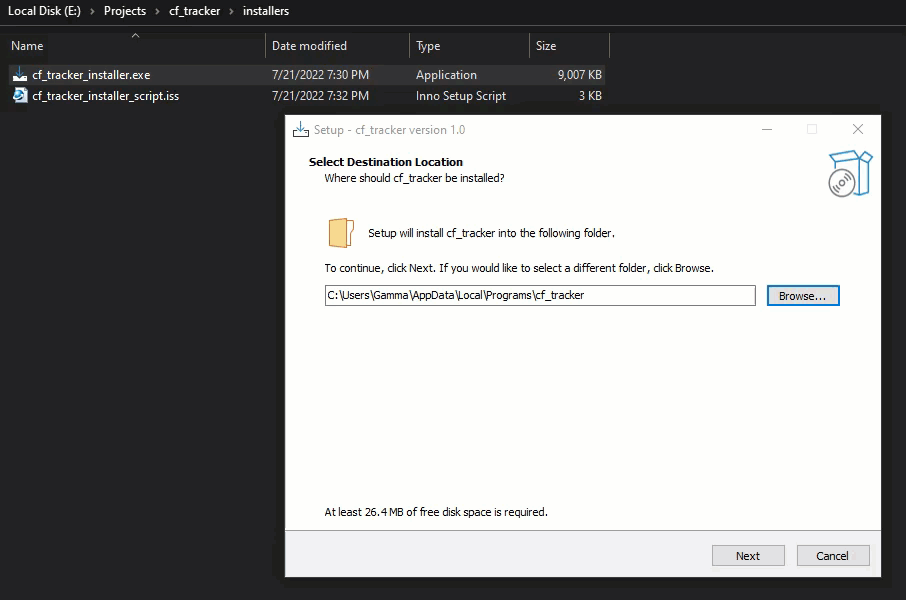 Local Disk (E:) > Projects > cf_tracker > installers
Name Date modified Type Size
cf_tracker_installer.exe 7/21/2022 7:30 PM Application 9,007 KB
cf_tracker_installer_script.iss 7/21/2022 7:32 PM Inno Setup Script 3 KB
Setup - cf_tracker version 1.0
Select Destination Location
Where should cf_tracker be installed?
Setup will install cf_tracker into the following folder.
To continue, click Next. If you would like to select a different folder, click Browse.
C:\Users\Gamma\AppData\Local\Programs\cf_tracker Browse...
At least 26.4 MB of free disk space is required.
Next Cancel